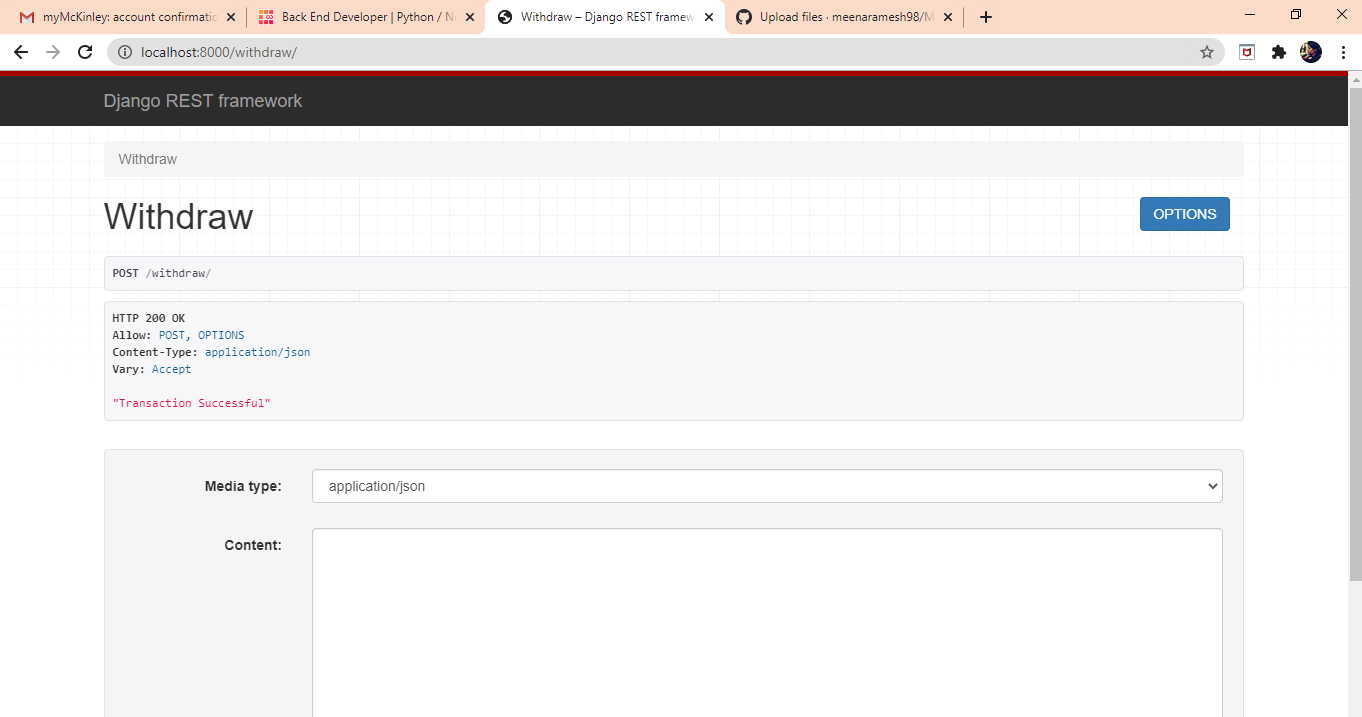 myMcKinley: account confirmatic
Back End Developer | Python / N
Withdraw – Django REST framew
Upload files · meenaramesh98/M
localhost:8000/withdraw/
Django REST framework
Withdraw
Withdraw
OPTIONS
POST /withdraw/
HTTP 200 OK
Allow: POST, OPTIONS
Content-Type: application/json
Vary: Accept
"Transaction Successful"
Media type:
application/json
Content: